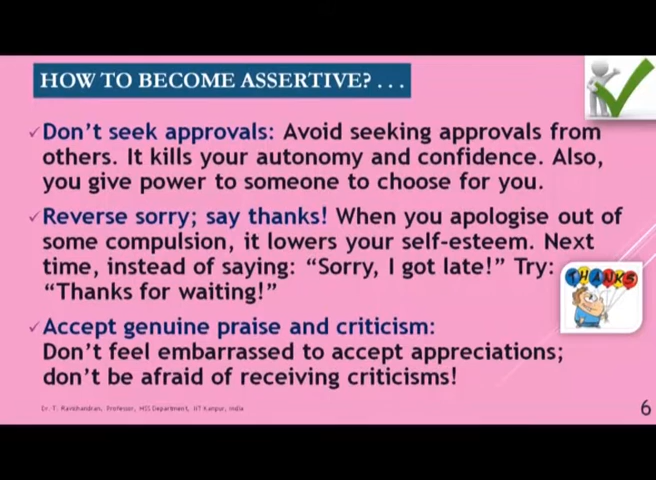 HOW TO BECOME ASSERTIVE? . . .
✓Don't seek approvals: Avoid seeking approvals from
others. It kills your autonomy and confidence. Also,
you give power to someone to choose for you.
✓Reverse sorry; say thanks! When you apologise out of
some compulsion, it lowers your self-esteem. Next
time, instead of saying: “Sorry, I got late!” Try:
“Thanks for waiting!”
THANKS
✓Accept genuine praise and criticism:
Don't feel embarrassed to accept appreciations;
don't be afraid of receiving criticisms!
Dr. T. Ravichandran, Professor, HSS Department, IIT Kanpur, India
6